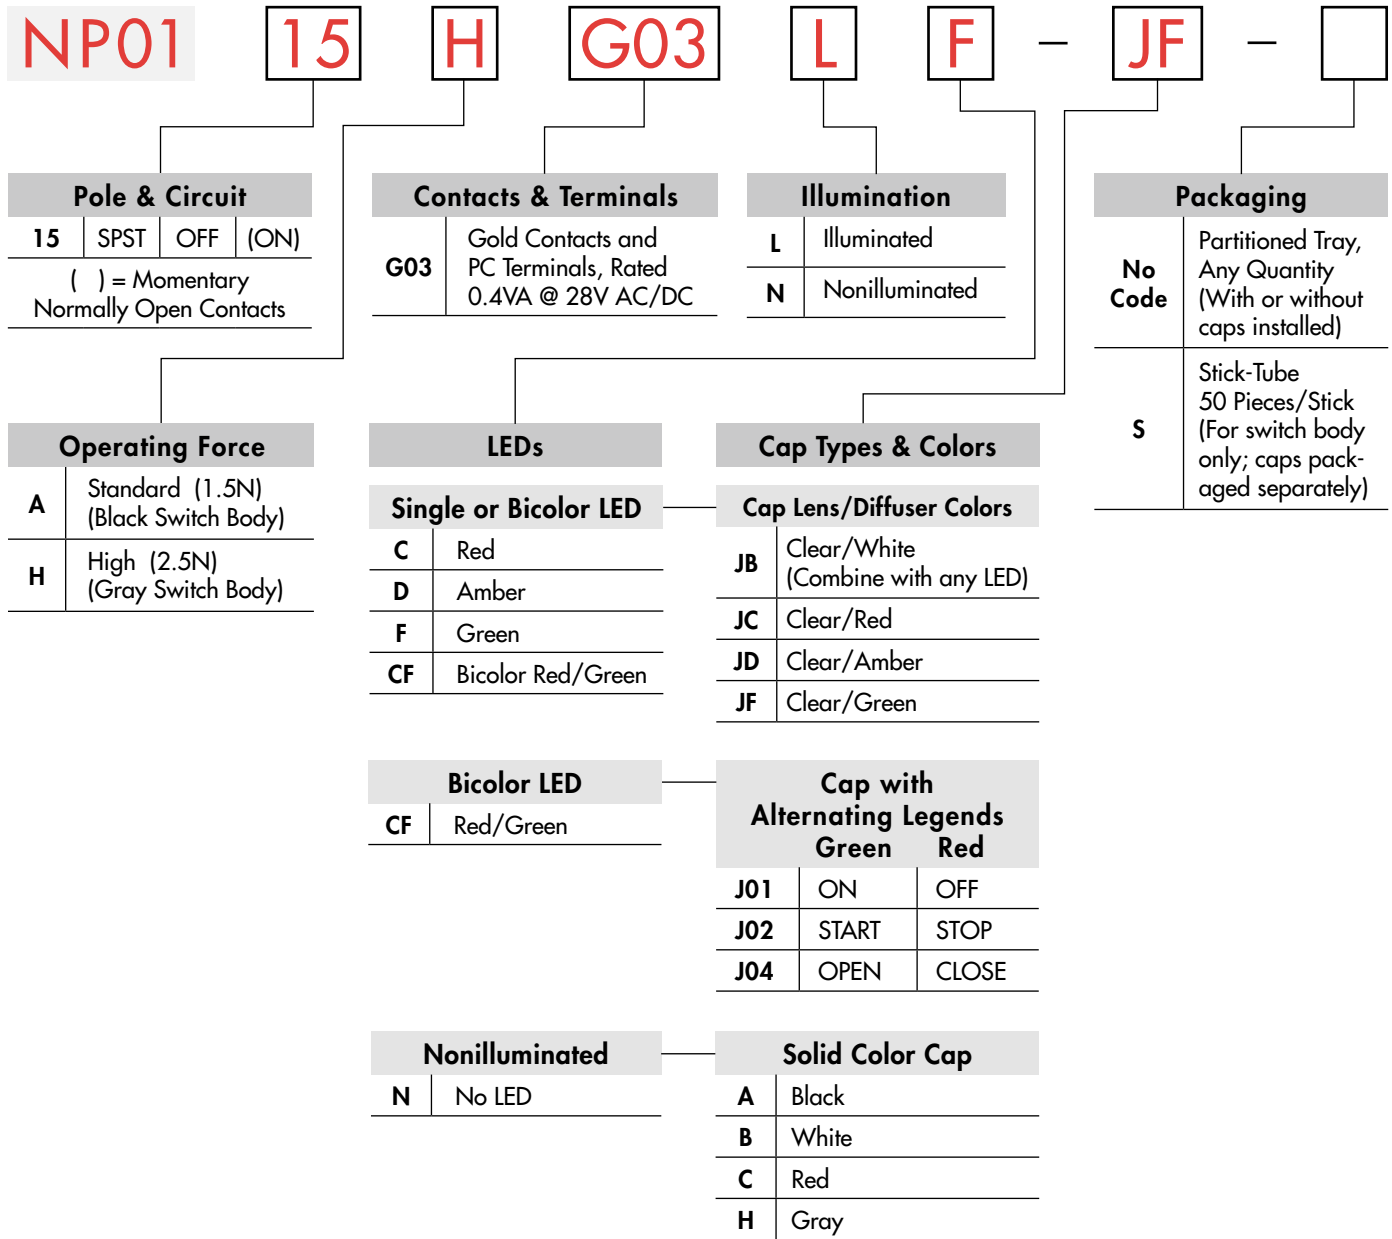 NP01 15 H G03 L F – JF –
Pole & Circuit
15 SPST OFF (ON)
( ) = Momentary
Normally Open Contacts
Contacts & Terminals
G03 Gold Contacts and
PC Terminals, Rated
0.4VA @ 28V AC/DC
Illumination
L Illuminated
N Nonilluminated
Packaging
No
Code
Partitioned Tray,
Any Quantity
(With or without
caps installed)
S
Stick-Tube
50 Pieces/Stick
(For switch body
only; caps pack-
aged separately)
Operating Force
A Standard (1.5N)
(Black Switch Body)
H High (2.5N)
(Gray Switch Body)
LEDs
Single or Bicolor LED
C Red
D Amber
F Green
CF Bicolor Red/Green
Cap Types & Colors
Cap Lens/Diffuser Colors
JB Clear/White
(Combine with any LED)
JC Clear/Red
JD Clear/Amber
JF Clear/Green
Bicolor LED
CF Red/Green
Cap with
Alternating Legends
Green Red
J01 ON OFF
J02 START STOP
J04 OPEN CLOSE
Nonilluminated
N No LED
Solid Color Cap
A Black
B White
C Red
H Gray